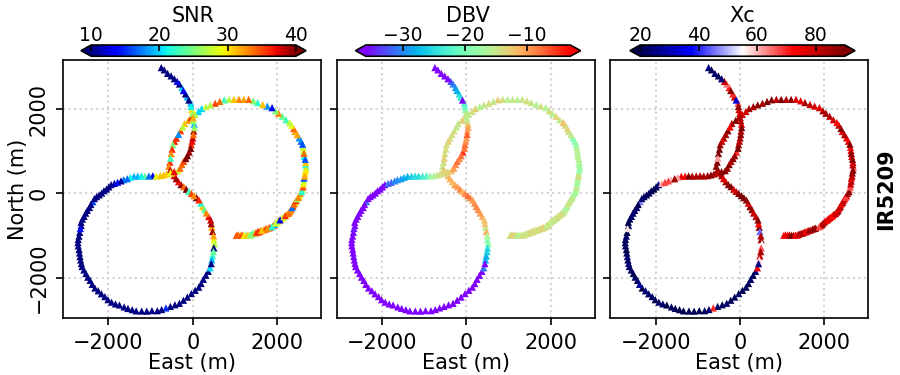 SNR DBV Xc
10 20 30 40 −30 −20 −10 20 40 60 80
2000
0
−2000
North (m)
IR5209
−2000 0 2000 −2000 0 2000 −2000 0 2000
East (m) East (m) East (m)